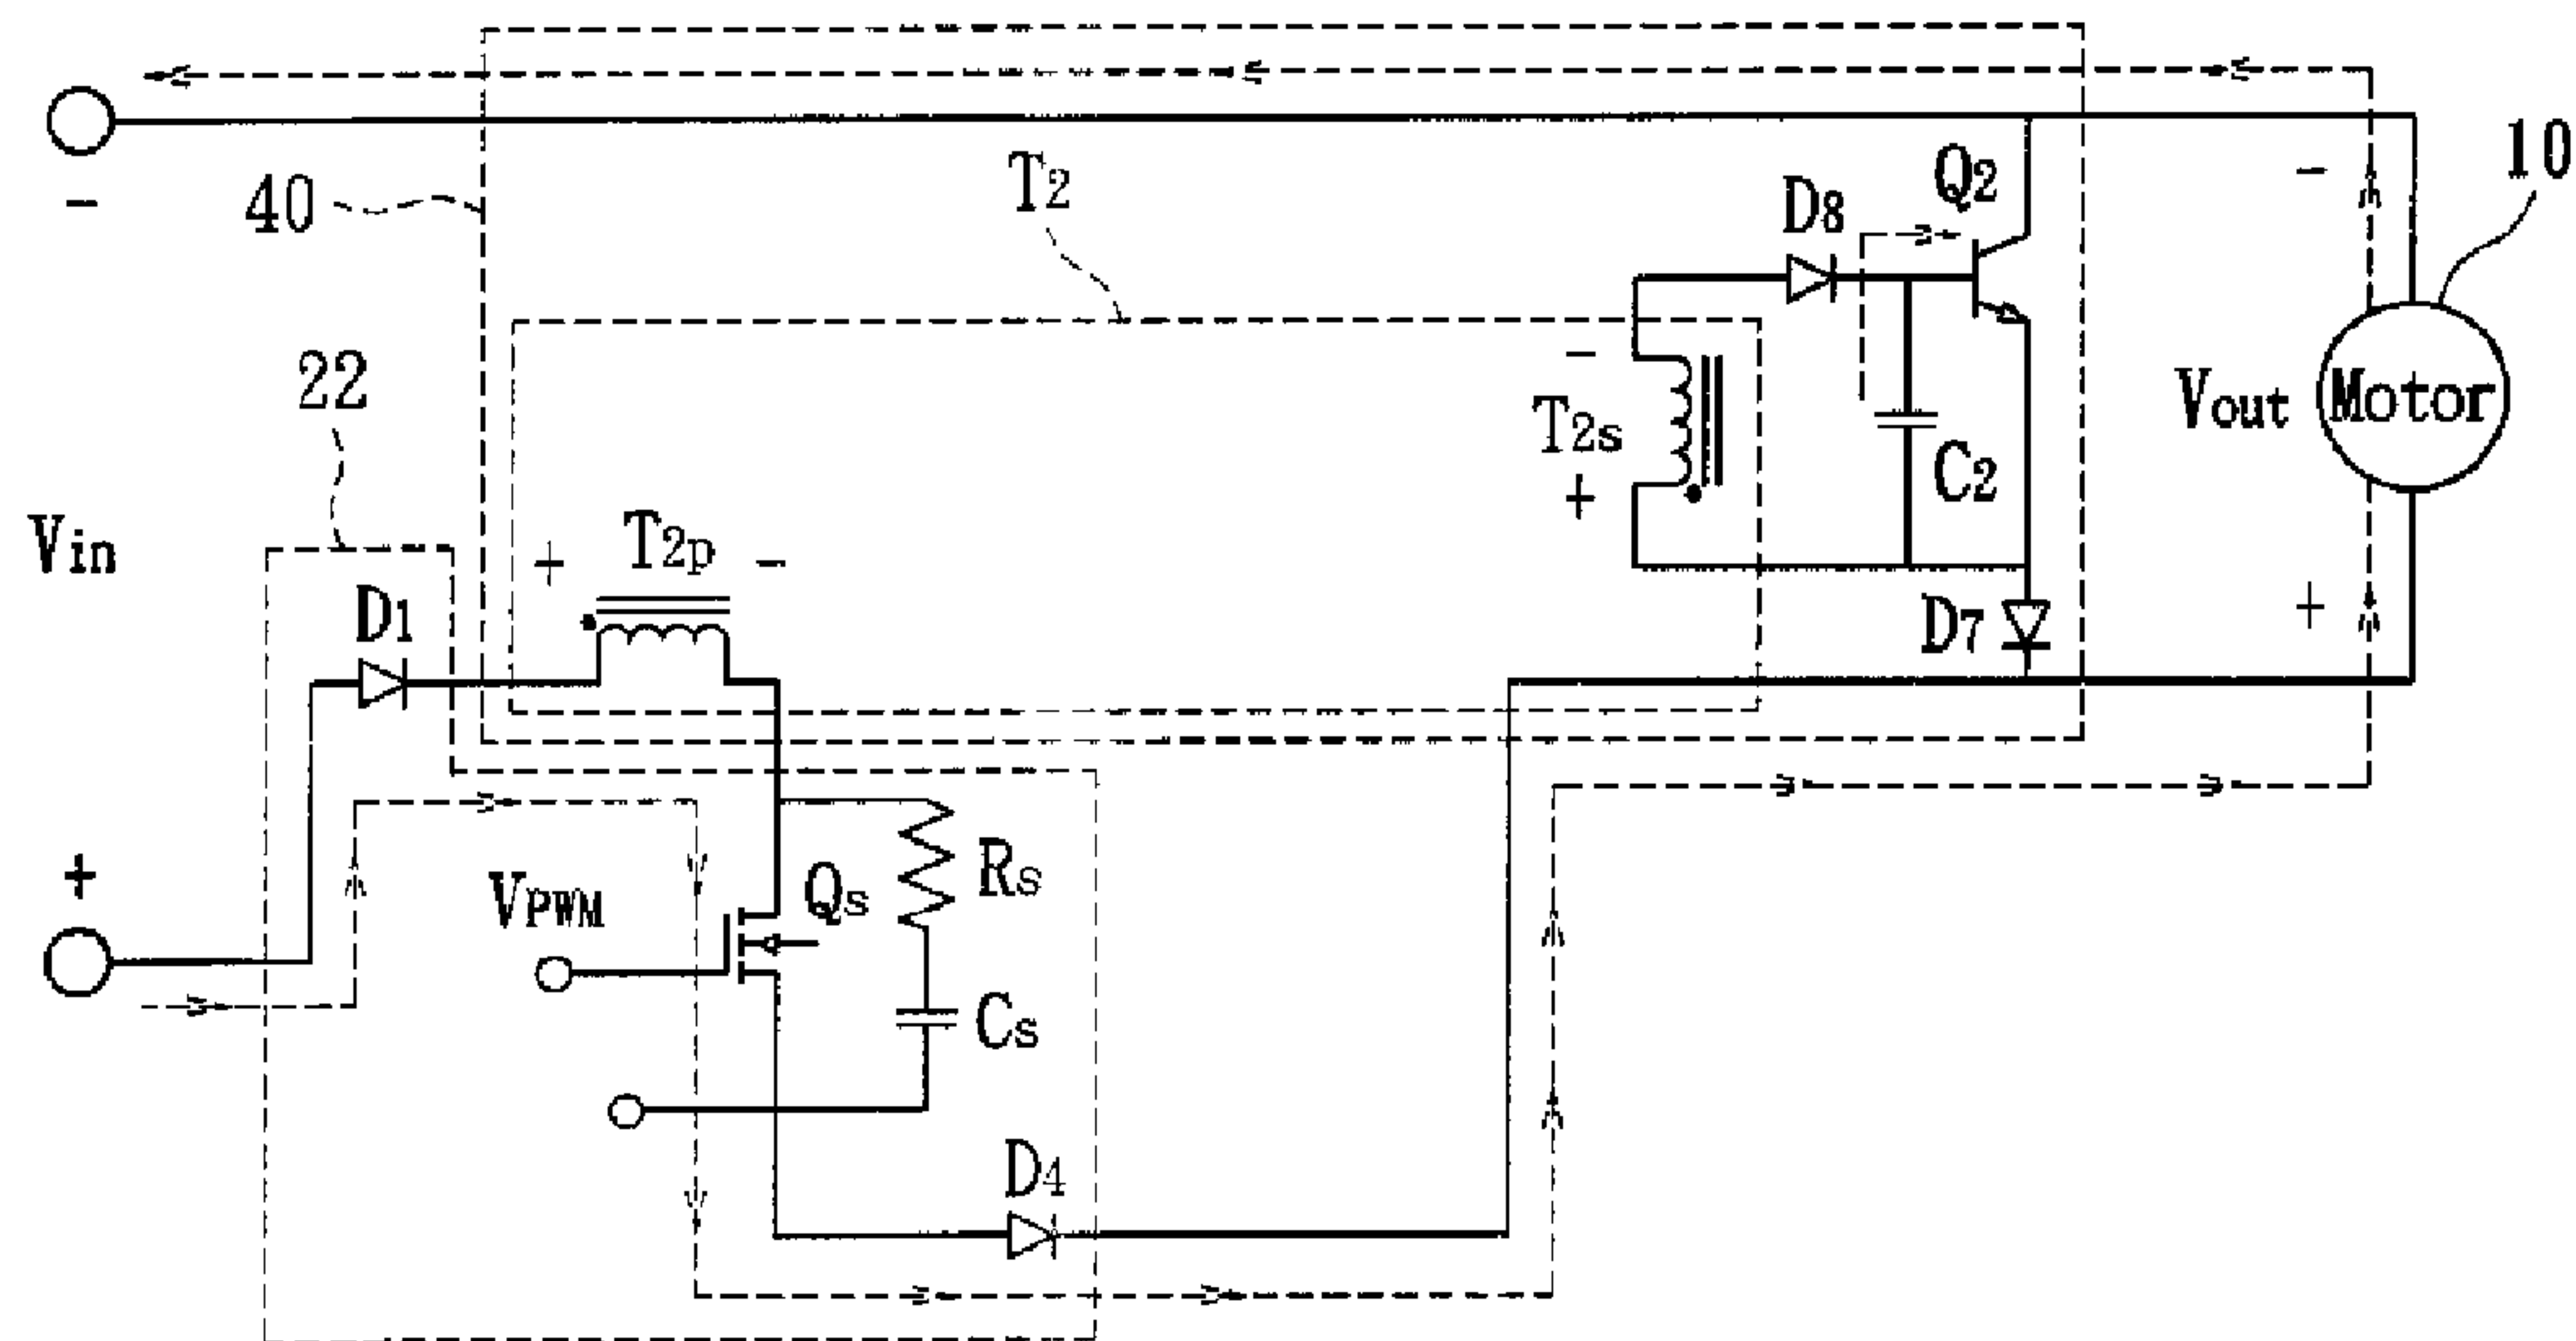 10
T2
Q2
-
40
-
D8
22
-
Vout
Motor
T2s
C2
+
Vin
T2p
+
-
D1
+
D7
+
VPWM
Qs
Rs
Cs
D4